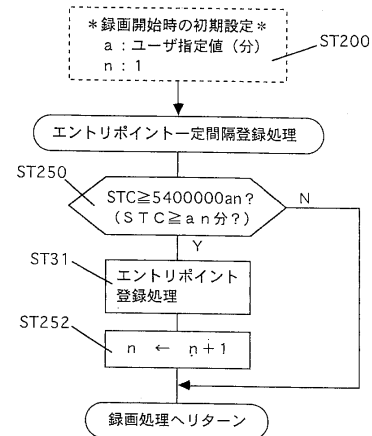 ＊録画開始時の初期設定＊
a：ユーザ指定値（分）
n：1
ST200
エントリポイント一定間隔登録処理
ST250
STC≧5400000an？
（ＳＴＣ≧ａｎ分？）
N
Y
ST31
エントリポイント
登録処理
ST252
n ← n＋1
録画処理へリターン